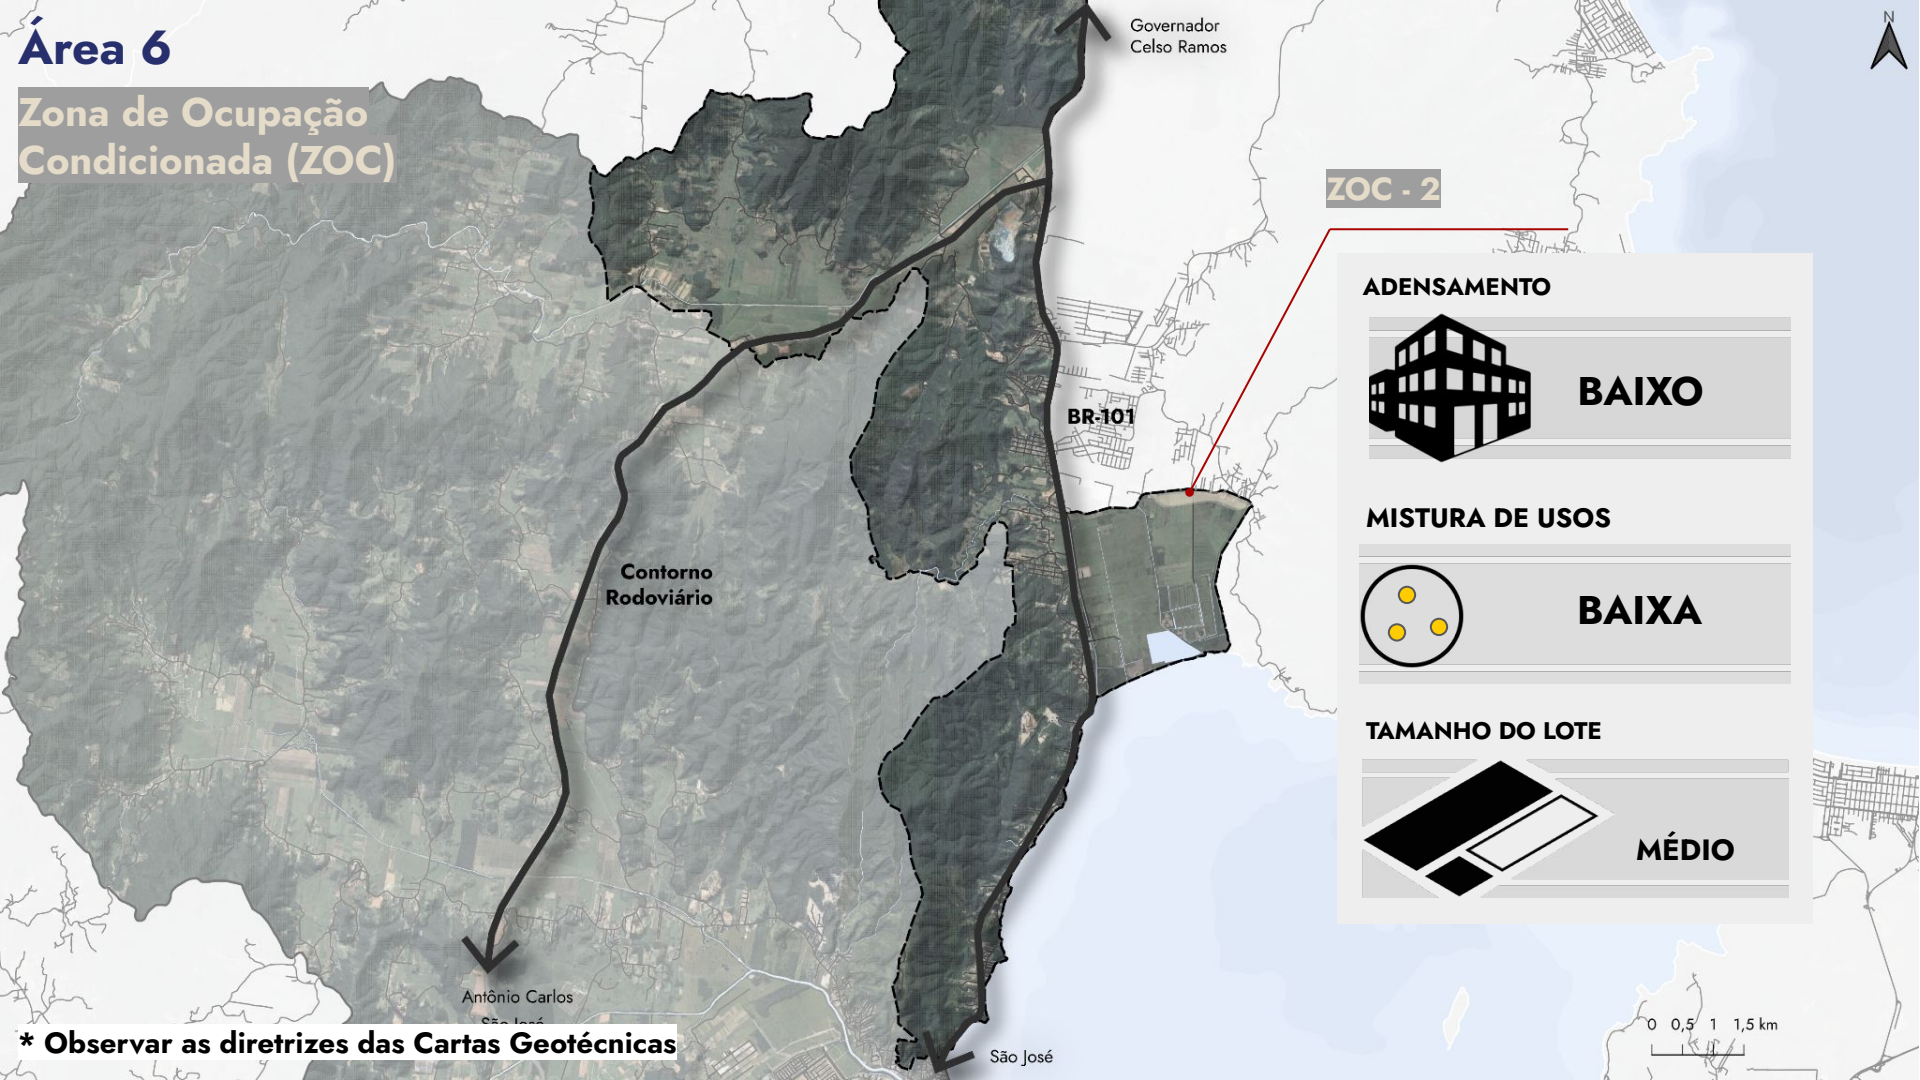 Área 6
Zona de Ocupação
Condicionada (ZOC)
Governador
Celso Ramos
N
ZOC - 2
ADENSAMENTO
BAIXO
BR-101
MISTURA DE USOS
BAIXA
Contorno
Rodoviário
TAMANHO DO LOTE
MÉDIO
Antônio Carlos
São José
* Observar as diretrizes das Cartas Geotécnicas
São José
0 0,5 1 1,5 km